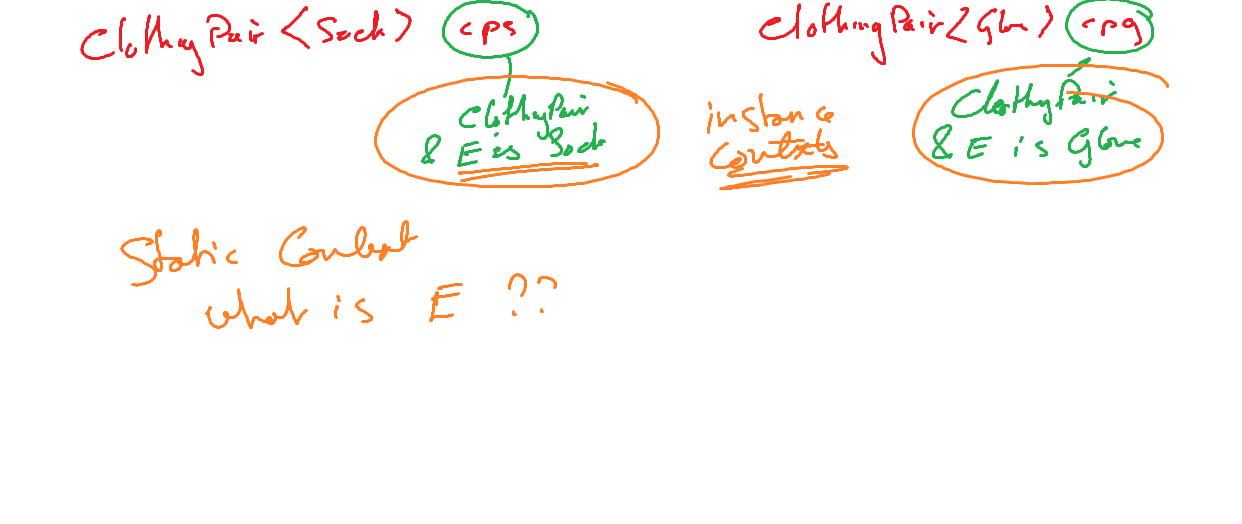 ClothingPair <Sock> cps
ClothingPair <Glove> cpg
ClothingPair
& E is Sock
instance
Contexts
ClothingPair
& E is Glove
Static Context
what is E ??